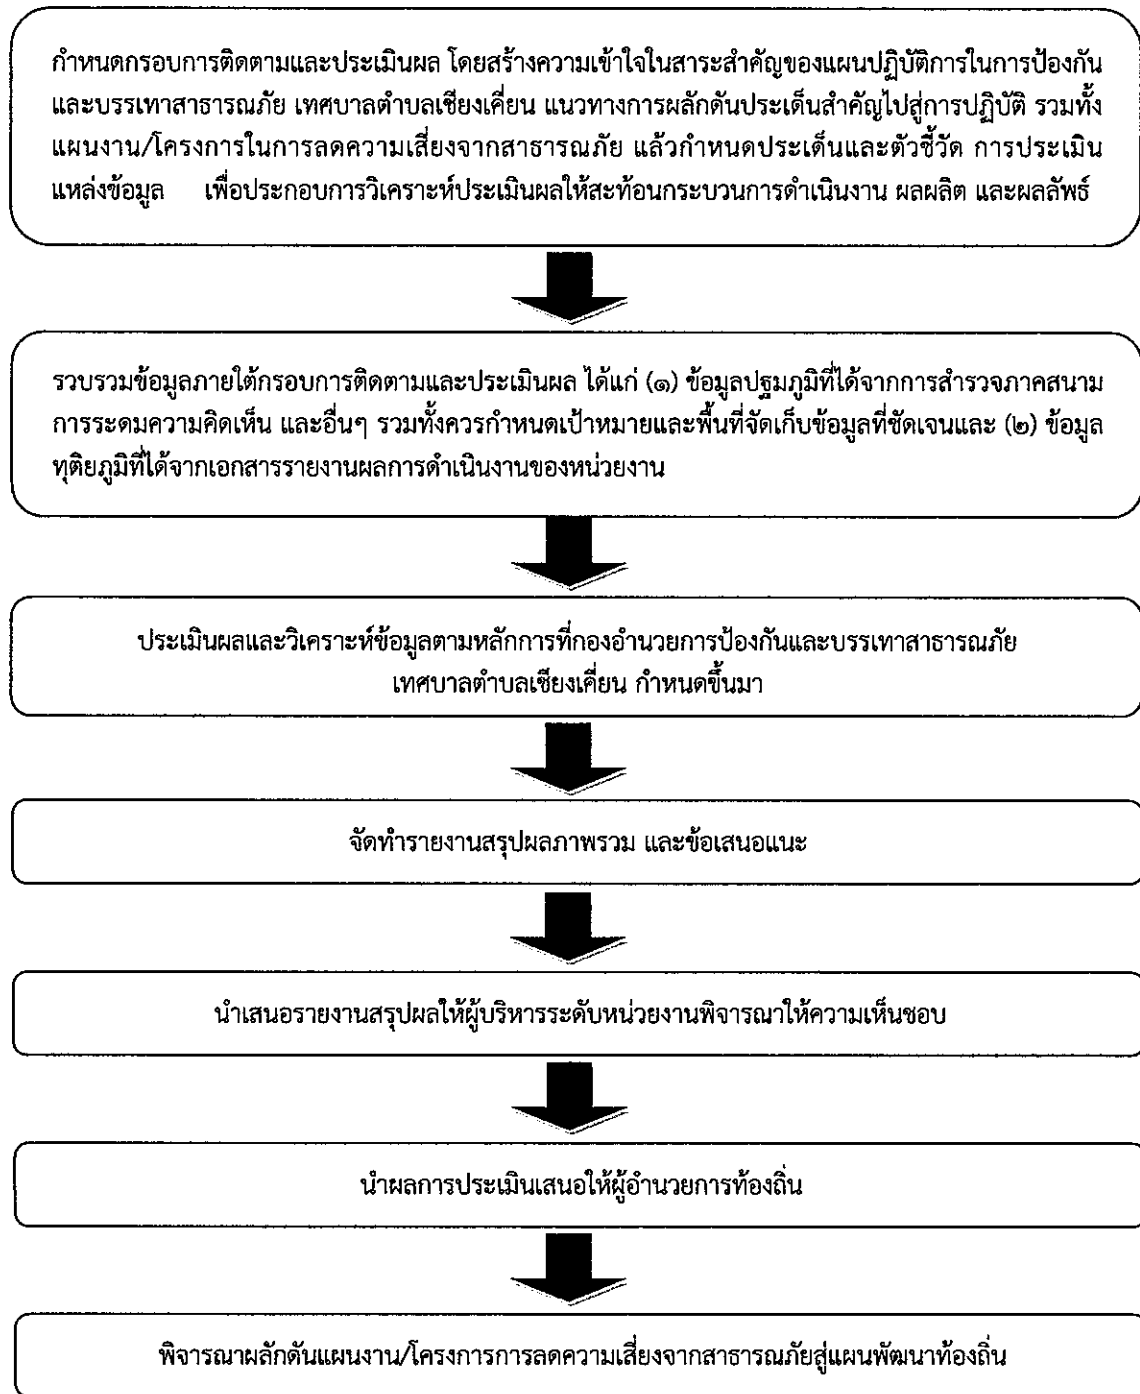 กำหนดกรอบการติดตามและประเมินผล โดยสร้างความเข้าใจในสาระสำคัญของแผนปฏิบัติการในการป้องกัน
และบรรเทาสาธารณภัย เทศบาลตำบลเชียงเคี่ยน แนวทางการผลักดันประเด็นสำคัญไปสู่การปฏิบัติ รวมทั้ง
แผนงาน/โครงการในการลดความเสี่ยงจากสาธารณภัย แล้วกำหนดประเด็นและตัวชี้วัด การประเมิน
แหล่งข้อมูล เพื่อประกอบการวิเคราะห์ประเมินผลให้สะท้อนกระบวนการดำเนินงาน ผลผลิต และผลลัพธ์
รวบรวมข้อมูลภายใต้กรอบการติดตามและประเมินผล ได้แก่ (๑) ข้อมูลปฐมภูมิที่ได้จากการสำรวจภาคสนาม
การระดมความคิดเห็น และอื่นๆ รวมทั้งควรกำหนดเป้าหมายและพื้นที่จัดเก็บข้อมูลที่ชัดเจนและ (๒) ข้อมูล
ทุติยภูมิที่ได้จากเอกสารรายงานผลการดำเนินงานของหน่วยงาน
ประเมินผลและวิเคราะห์ข้อมูลตามหลักการที่กองอำนวยการป้องกันและบรรเทาสาธารณภัย
เทศบาลตำบลเชียงเคี่ยน กำหนดขึ้นมา
จัดทำรายงานสรุปผลภาพรวม และข้อเสนอแนะ
นำเสนอรายงานสรุปผลให้ผู้บริหารระดับหน่วยงานพิจารณาให้ความเห็นชอบ
นำผลการประเมินเสนอให้ผู้อำนวยการท้องถิ่น
พิจารณาผลักดันแผนงาน/โครงการการลดความเสี่ยงจากสาธารณภัยสู่แผนพัฒนาท้องถิ่น